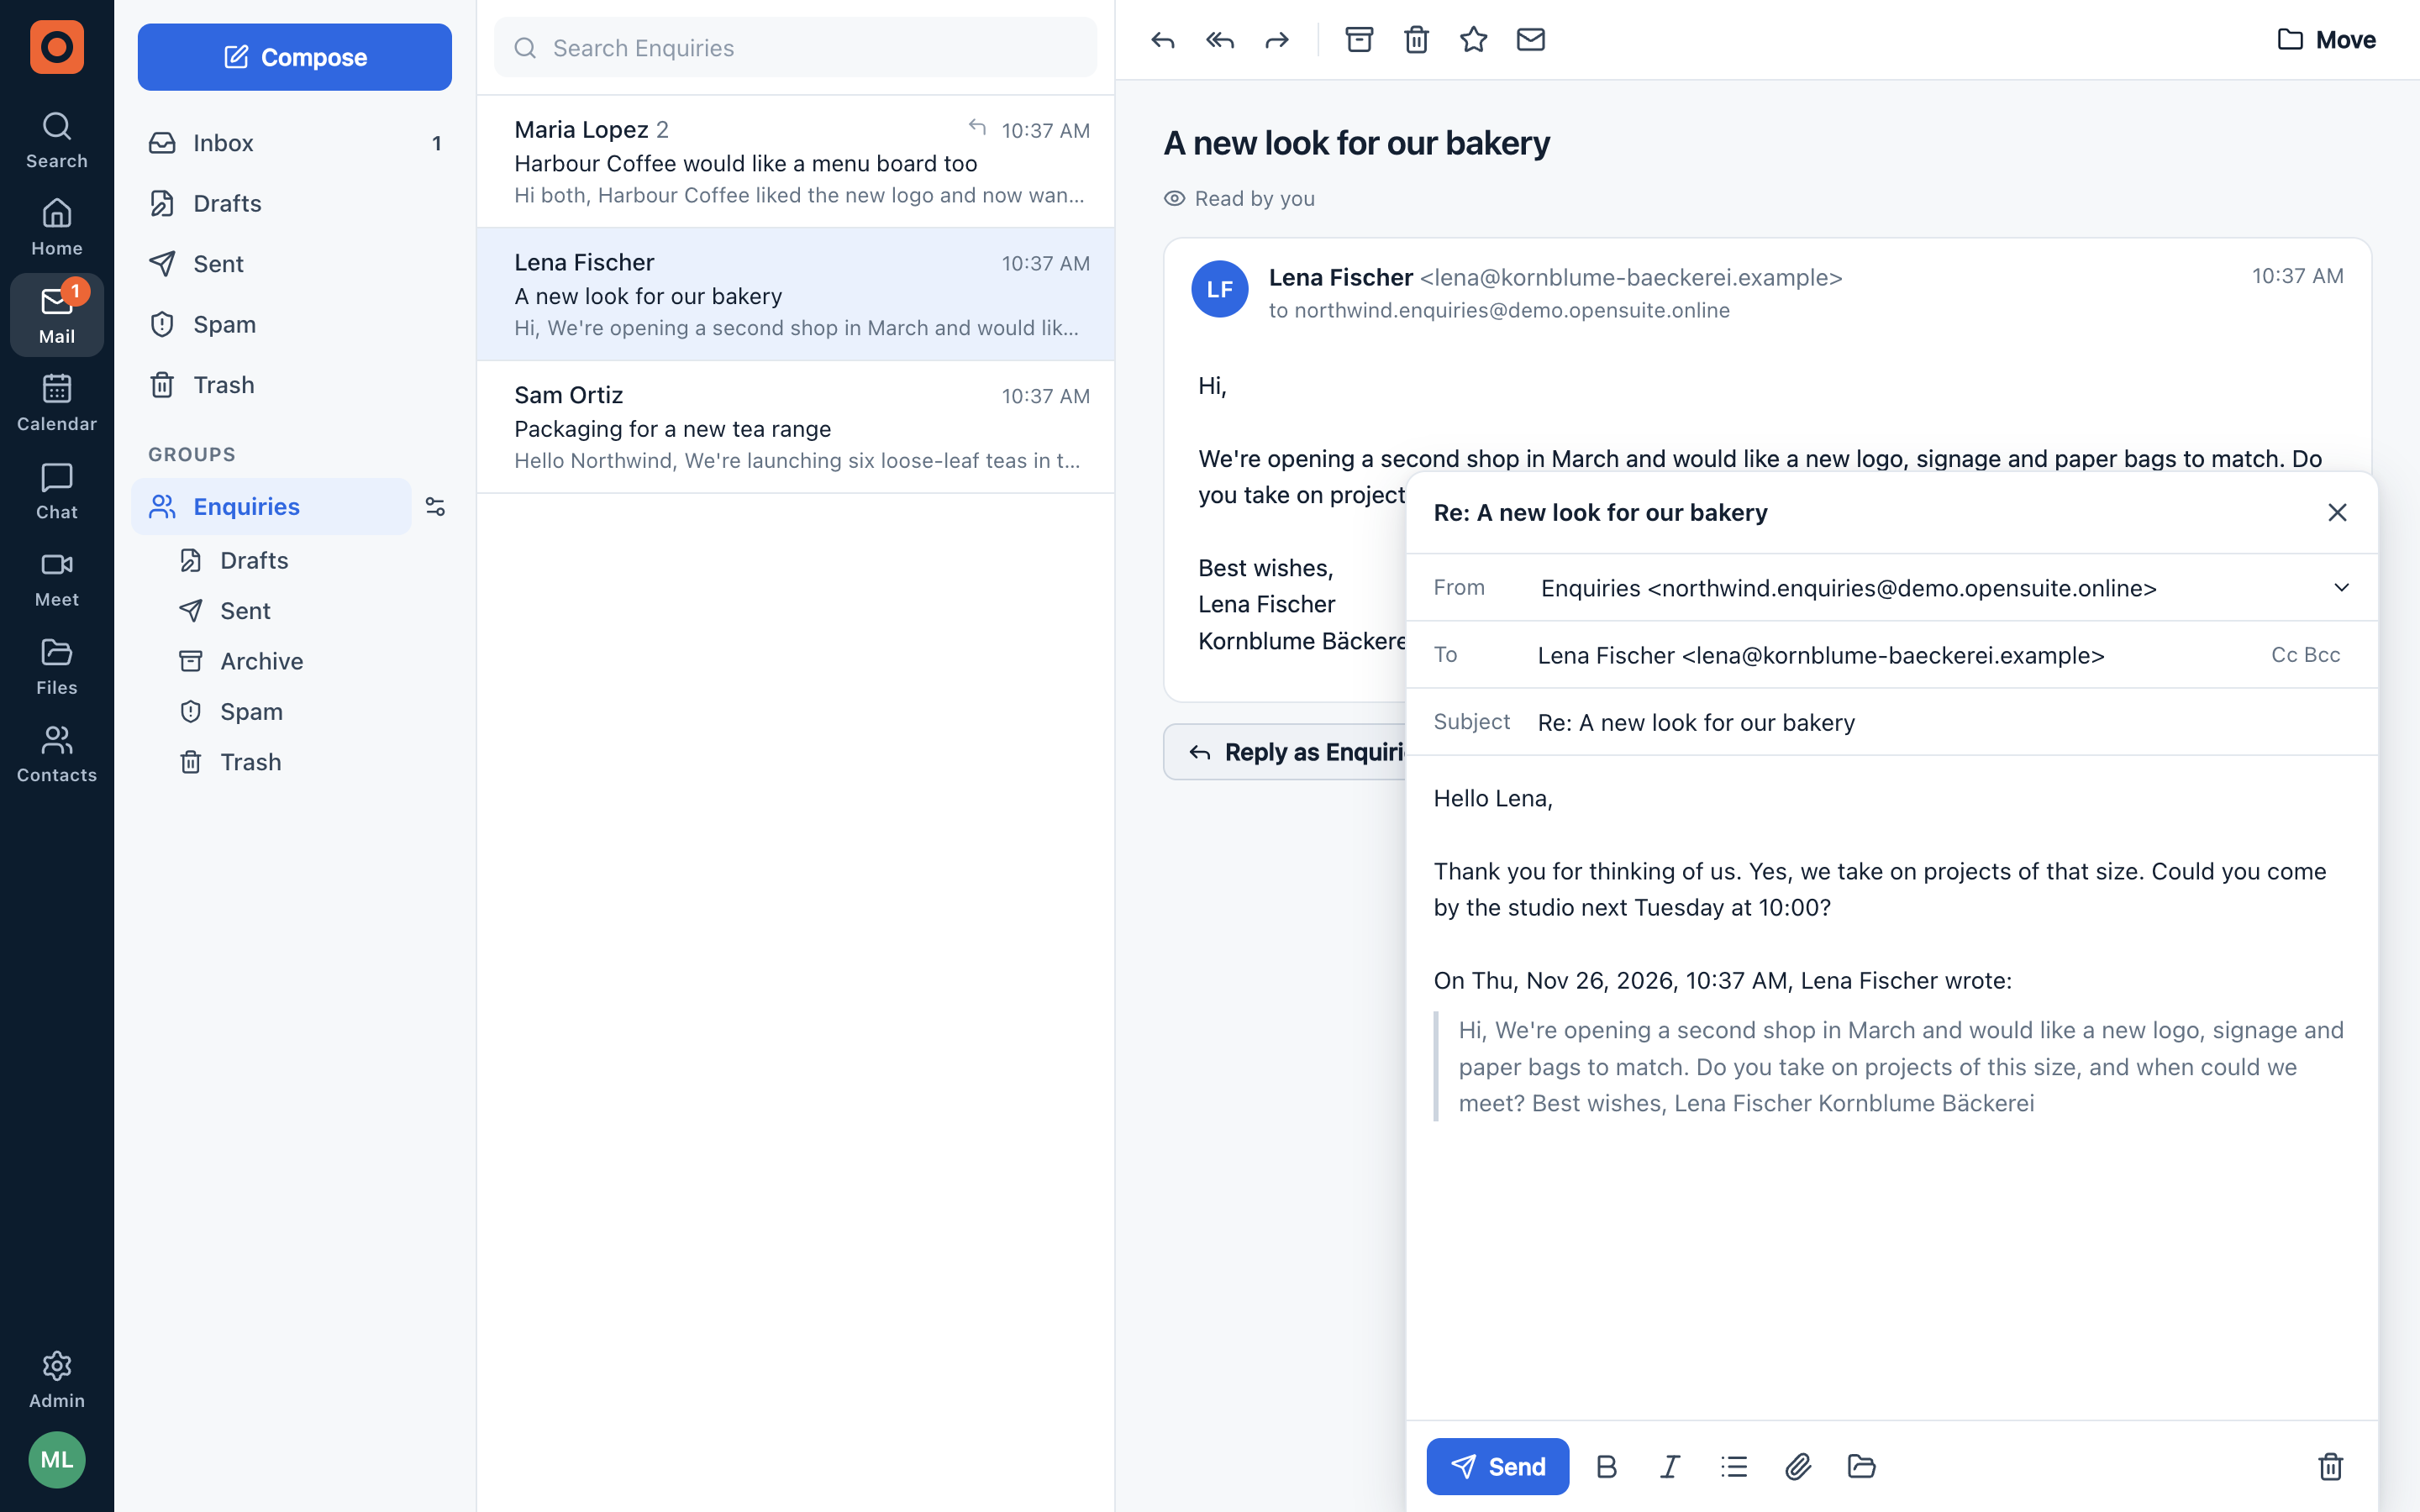 Search
Home
1
Mail
Calendar
Chat
Meet
Files
Contacts
Admin
ML
Compose
Inbox 1
Drafts
Sent
Spam
Trash
GROUPS
Enquiries
Drafts
Sent
Archive
Spam
Trash
Search Enquiries
Maria Lopez 2 10:37 AM
Harbour Coffee would like a menu board too
Hi both, Harbour Coffee liked the new logo and now wan...
Lena Fischer 10:37 AM
A new look for our bakery
Hi, We're opening a second shop in March and would lik...
Sam Ortiz 10:37 AM
Packaging for a new tea range
Hello Northwind, We're launching six loose-leaf teas in t...
Move
A new look for our bakery
Read by you
LF
Lena Fischer <lena@kornblume-baeckerei.example> 10:37 AM
to northwind.enquiries@demo.opensuite.online
Hi,
We're opening a second shop in March and would like a new logo, signage and paper bags to match. Do
you take on project
Best wishes,
Lena Fischer
Kornblume Bäckere
Reply as Enquiri
Re: A new look for our bakery
From Enquiries <northwind.enquiries@demo.opensuite.online>
To Lena Fischer <lena@kornblume-baeckerei.example> Cc Bcc
Subject Re: A new look for our bakery
Hello Lena,
Thank you for thinking of us. Yes, we take on projects of that size. Could you come
by the studio next Tuesday at 10:00?
On Thu, Nov 26, 2026, 10:37 AM, Lena Fischer wrote:
Hi, We're opening a second shop in March and would like a new logo, signage and
paper bags to match. Do you take on projects of this size, and when could we
meet? Best wishes, Lena Fischer Kornblume Bäckerei
Send